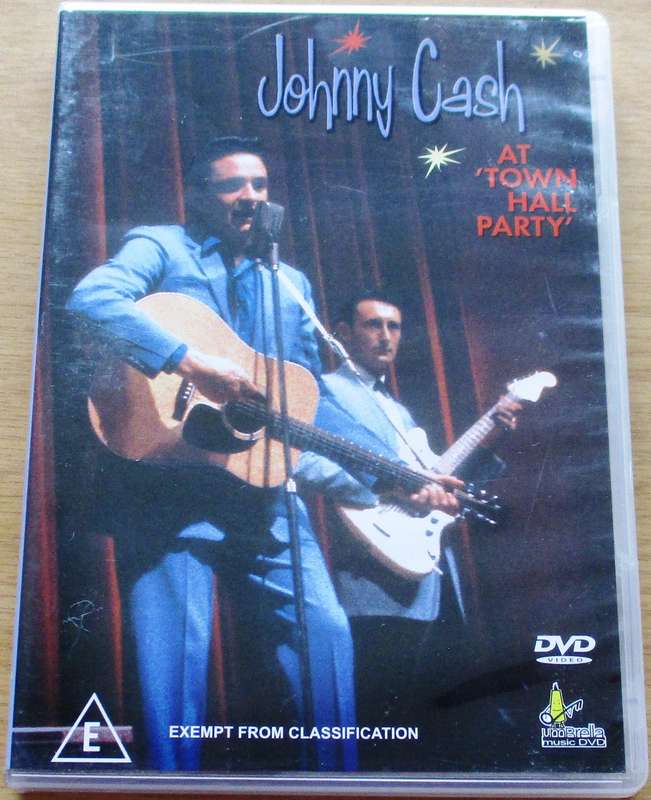 Johnny Cash
AT
'TOWN
HALL
PARTY'
DVD
VIDEO
E
EXEMPT FROM CLASSIFICATION
umbrella
music DVD